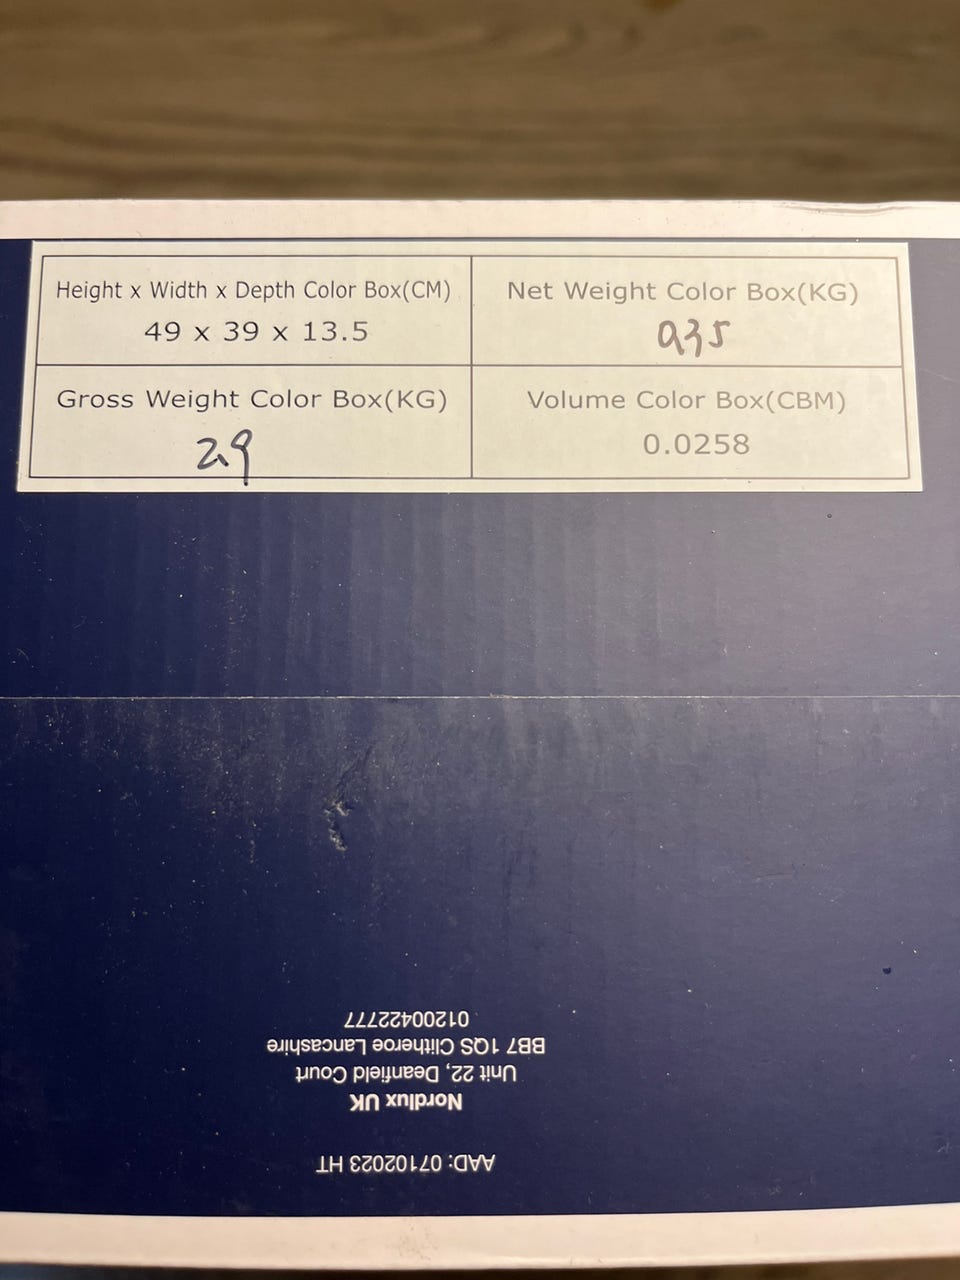 Height x Width x Depth Color Box(CM)
49 x 39 x 13.5
Net Weight Color Box(KG)
Gross Weight Color Box(KG)
2.9
Volume Color Box(CBM)
0.0258
AAD: 07102023 HT
Nordlux UK
Unit 22, Deanfield Court
BB7 1QS Clitheroe Lancashire
01200422777